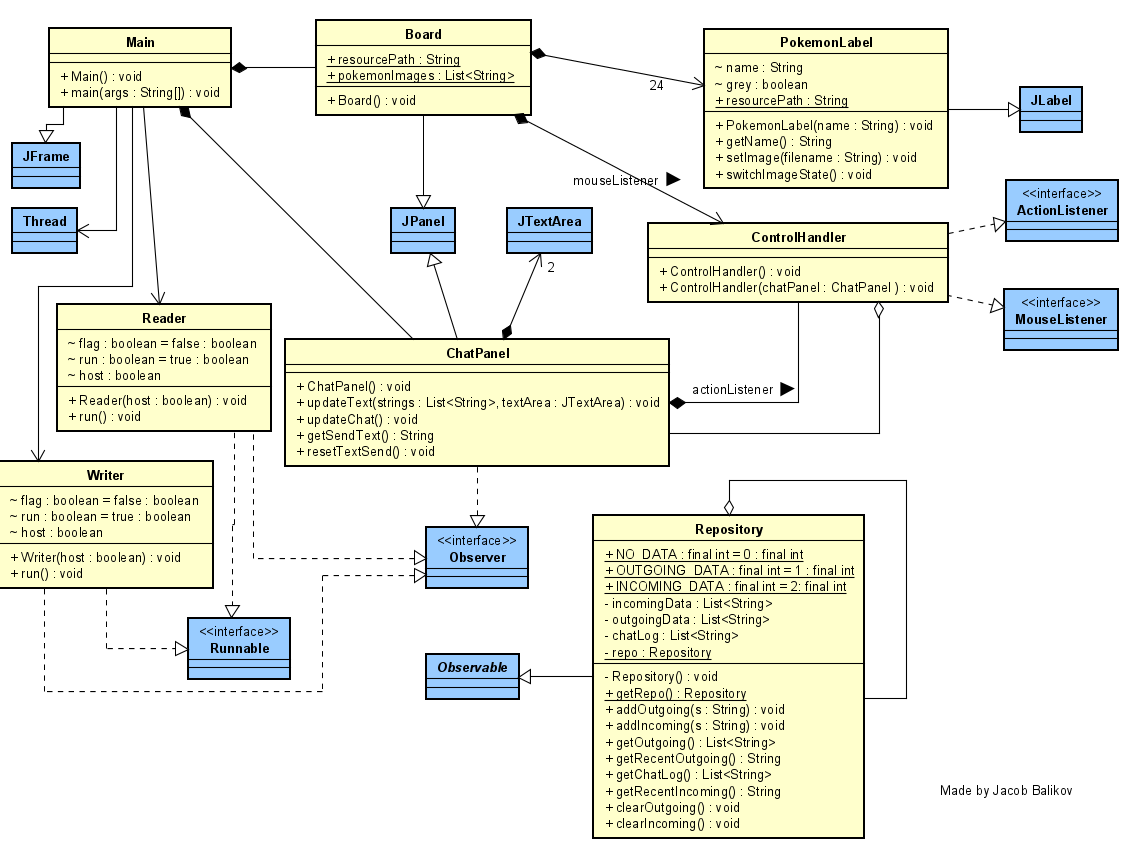 Main
+ Main() : void
+ main(args : String[]) : void
Board
+ resourcePath : String
+ pokemonImages : List<String>
+ Board() : void
PokemonLabel
~ name : String
~ grey : boolean
+ resourcePath : String
+ PokemonLabel(name : String) : void
+ getName() : String
+ setImage(filename : String) : void
+ switchImageState() : void
24
JLabel
JFrame
Thread
mouseListener
JPanel
JTextArea
2
<<interface>>
ActionListener
ControlHandler
+ ControlHandler() : void
+ ControlHandler(chatPanel : ChatPanel ) : void
<<interface>>
MouseListener
Reader
~ flag : boolean = false : boolean
~ run : boolean = true : boolean
~ host : boolean
+ Reader(host : boolean) : void
+ run() : void
ChatPanel
+ ChatPanel() : void
+ updateText(strings : List<String>, textArea : JTextArea) : void
+ updateChat() : void
+ getSendText() : String
+ resetTextSend() : void
actionListener
Writer
~ flag : boolean = false : boolean
~ run : boolean = true : boolean
~ host : boolean
+ Writer(host : boolean) : void
+ run() : void
<<interface>>
Observer
<<interface>>
Runnable
Observable
Repository
+ NO_DATA : final int = 0 : final int
+ OUTGOING_DATA : final int = 1 : final int
+ INCOMING_DATA : final int = 2: final int
- incomingData : List<String>
- outgoingData : List<String>
- chatLog : List<String>
- repo : Repository
- Repository() : void
+ getRepo() : Repository
+ addOutgoing(s : String) : void
+ addIncoming(s : String) : void
+ getOutgoing() : List<String>
+ getRecentOutgoing() : String
+ getChatLog() : List<String>
+ getRecentIncoming() : String
+ clearOutgoing() : void
+ clearIncoming() : void
Made by Jacob Balikov